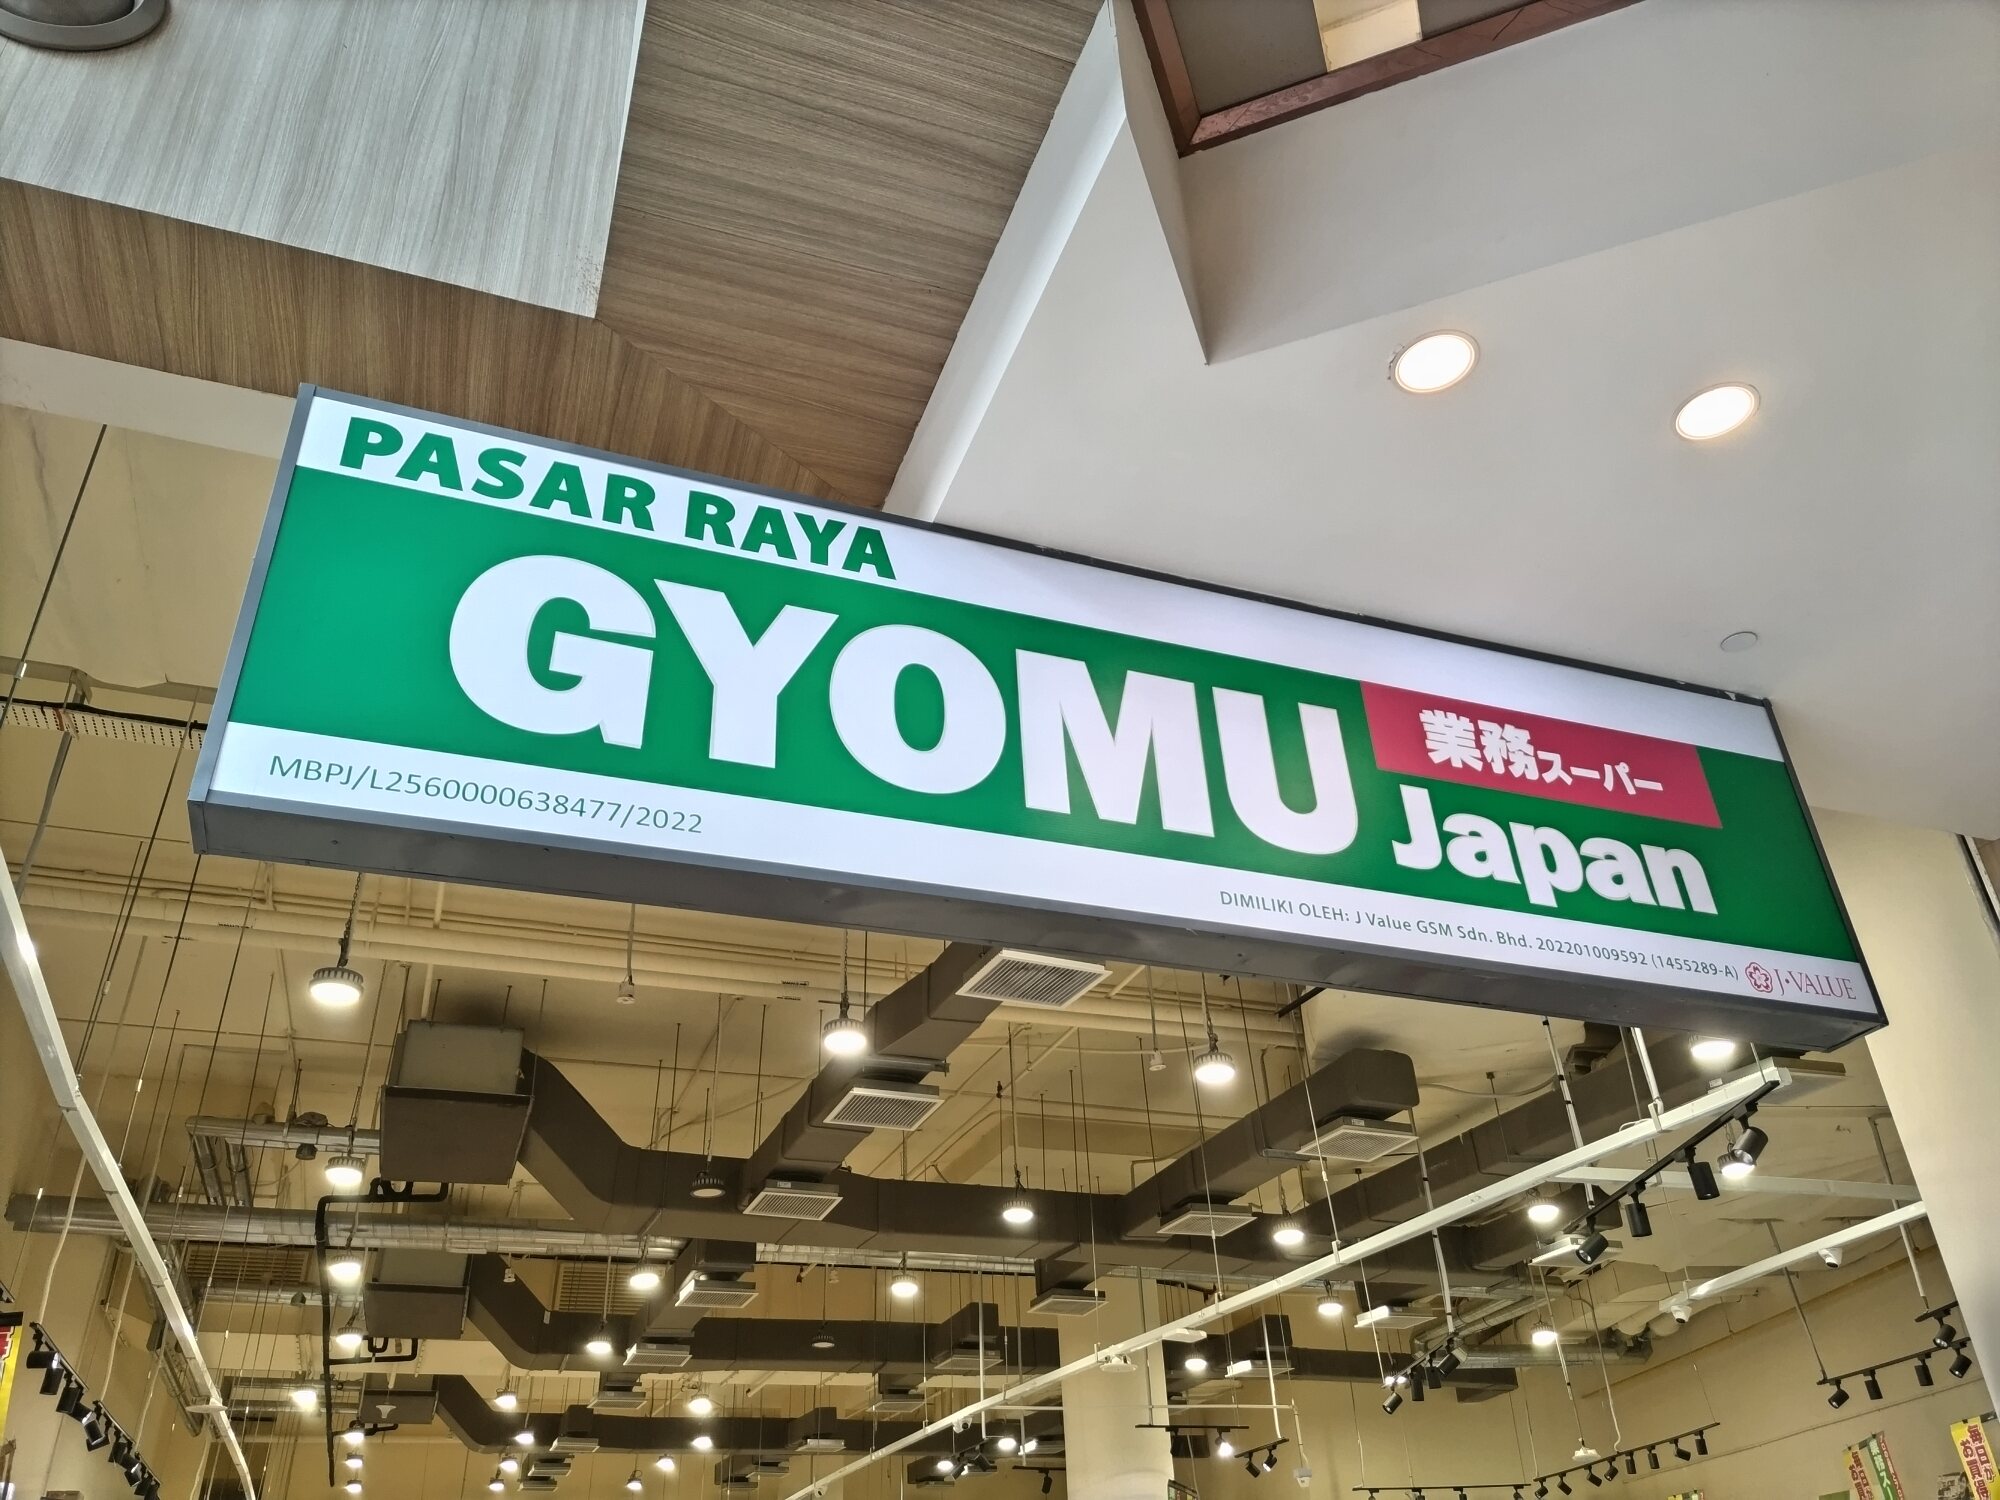 PASAR RAYA
GYOMU
業務スーパー
Japan
MBPJ/L2560000638477/2022
DIMILIKI OLEH: J Value GSM Sdn. Bhd. 202201009592 (1455289-A)
J·VALUE